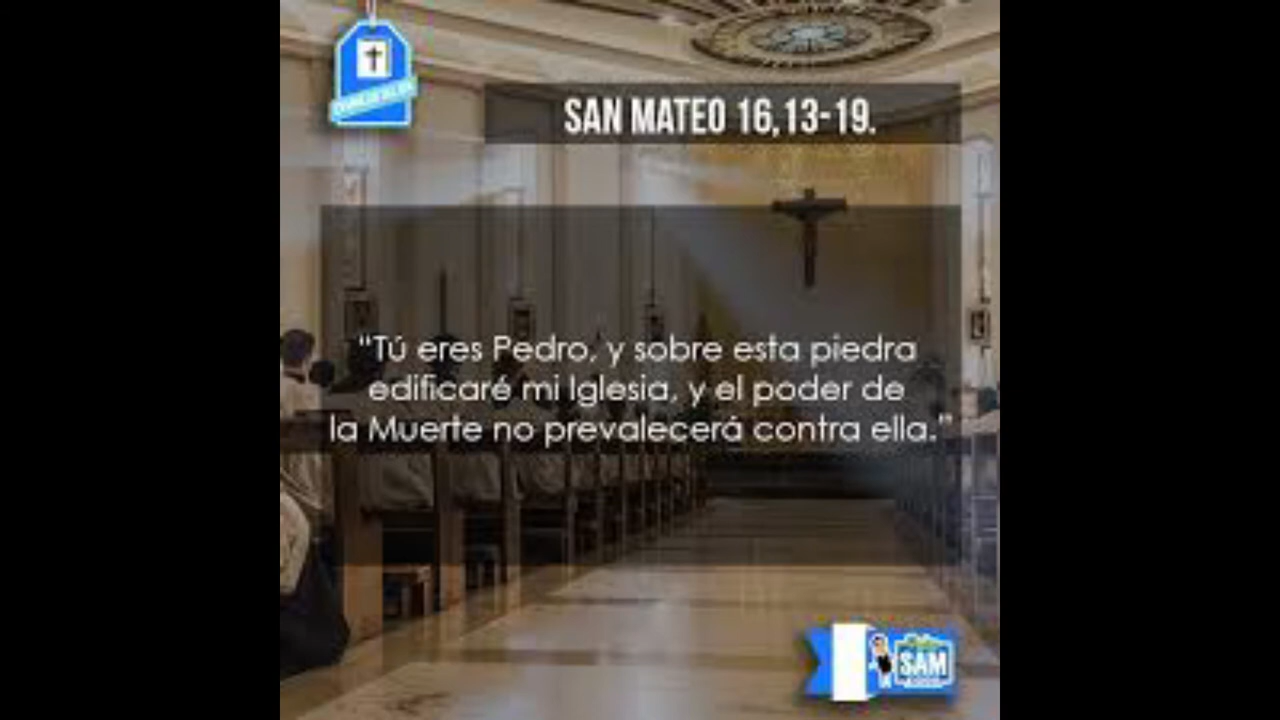 SAN MATEO 16,13-19.
"Tú eres Pedro, y sobre esta piedra
edificaré mi Iglesia, y el poder de
la Muerte no prevalecerá contra ella."
SAM